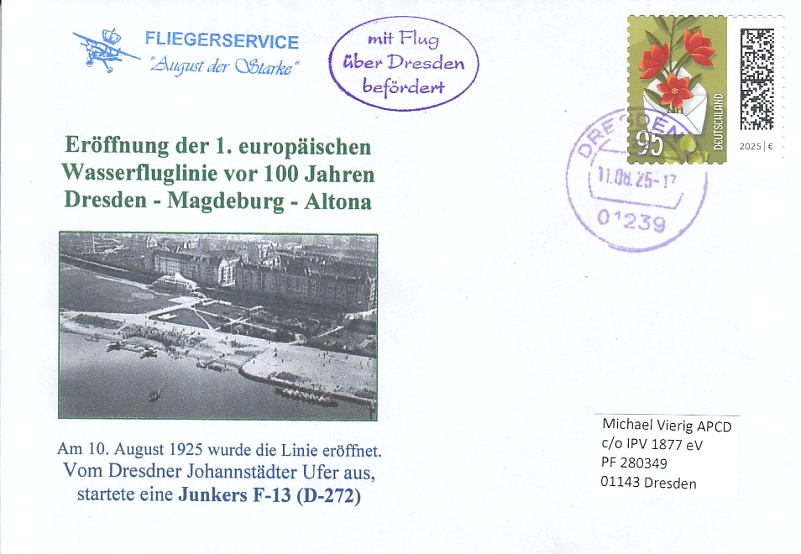 FLIEGERSERVICE
"August der Starke"
mit Flug
über Dresden
befördert
95
DEUTSCHLAND
2025 | €
DRESDEN
11.08.25-17
01239
Eröffnung der 1. europäischen
Wasserfluglinie vor 100 Jahren
Dresden - Magdeburg - Altona
Am 10. August 1925 wurde die Linie eröffnet.
Vom Dresdner Johannstädter Ufer aus,
startete eine Junkers F-13 (D-272)
Michael Vierig APCD
c/o IPV 1877 eV
PF 280349
01143 Dresden